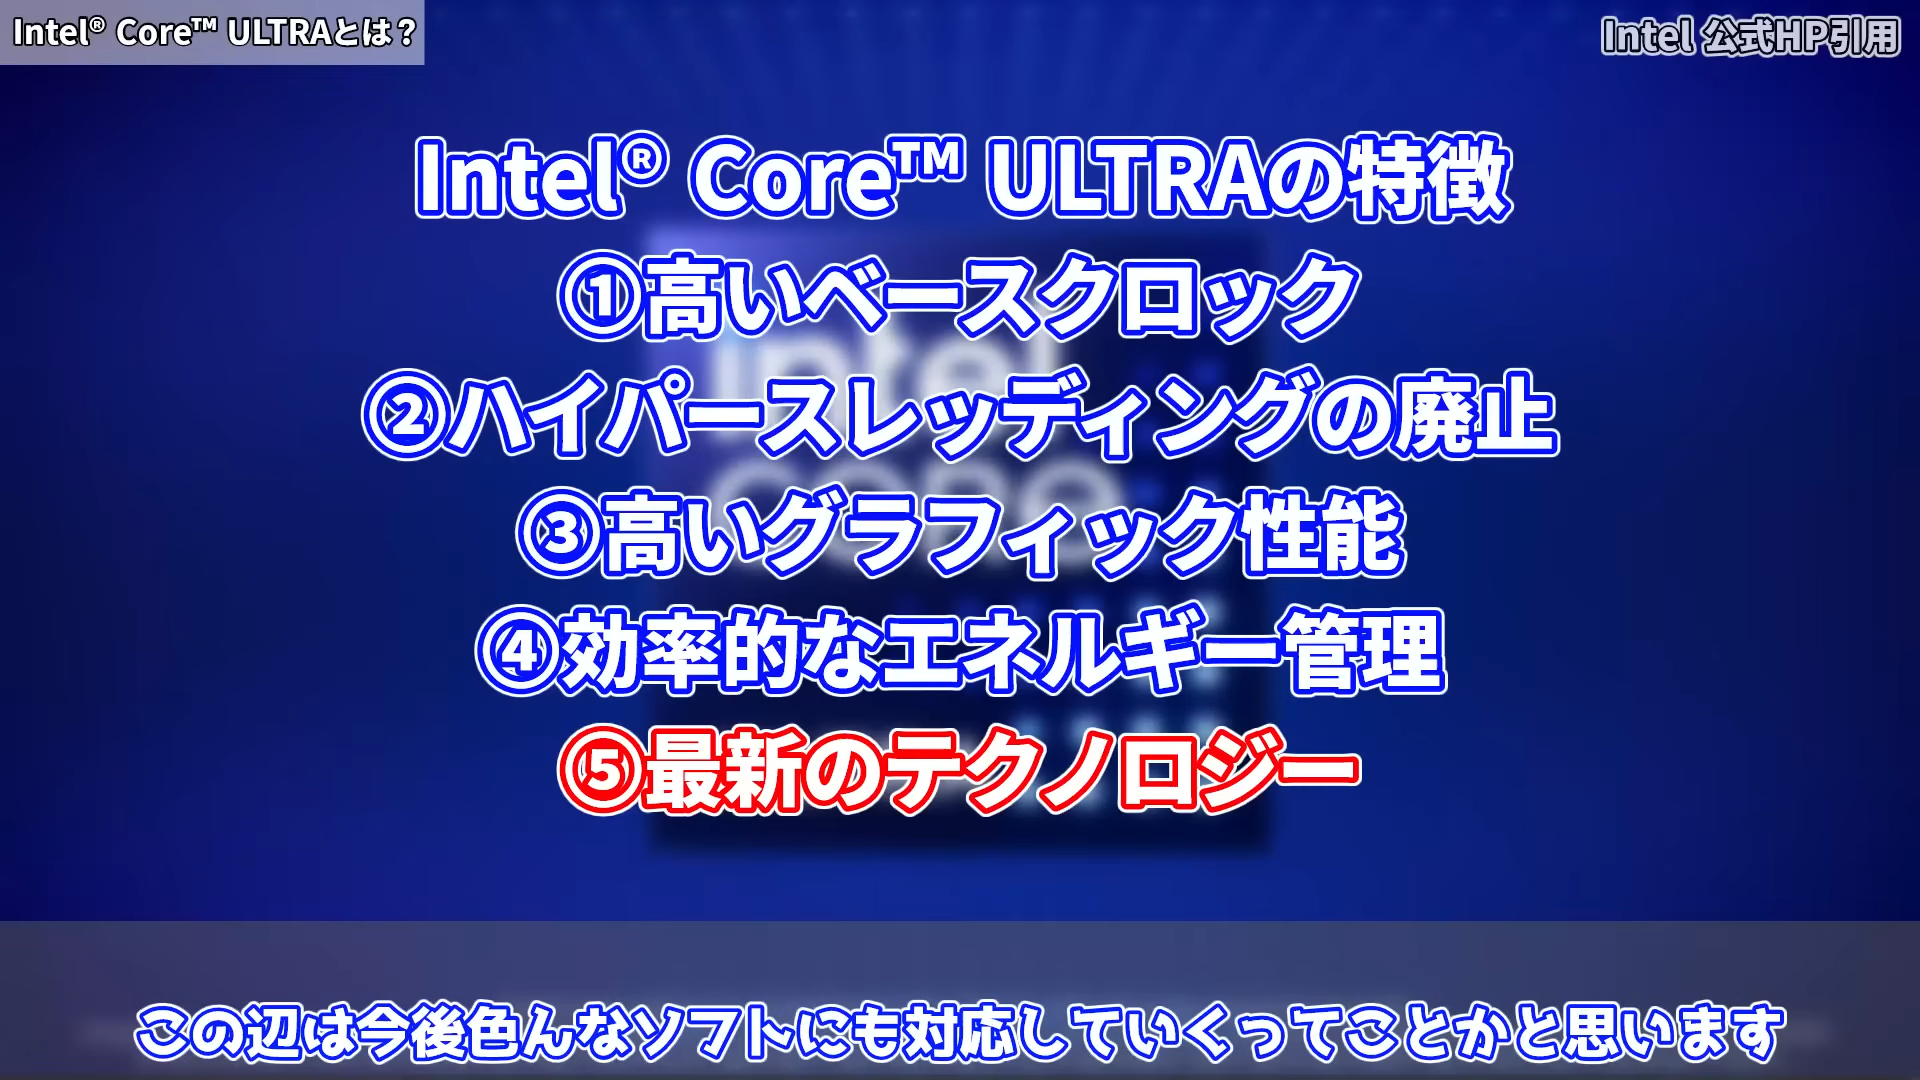 Intel® Core™ ULTRAとは？
Intel 公式HP引用
Intel® Core™ ULTRAの特徴
①高いベースクロック
②ハイパースレッディングの廃止
③高いグラフィック性能
④効率的なエネルギー管理
⑤最新のテクノロジー
intel
core
この辺は今後色んなソフトにも対応していくってことかと思います